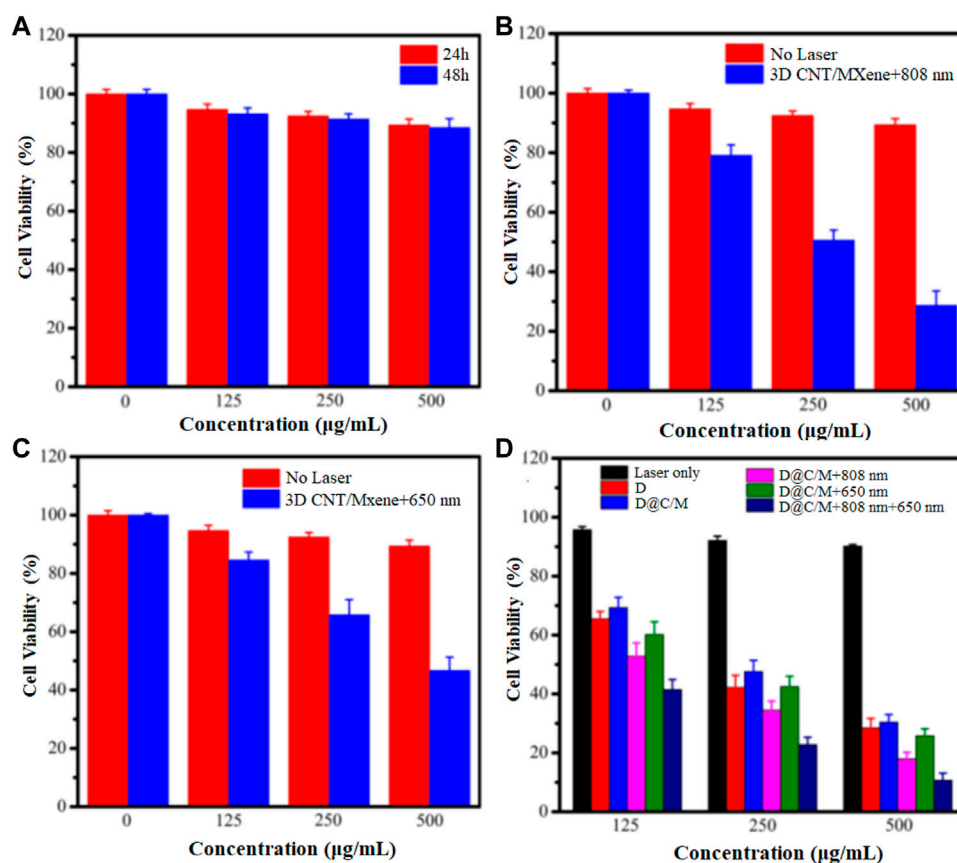 A
120
100
80
60
40
20
0
Cell Viability (%)
24h
48h
0 125 250 500
Concentration (µg/mL)
B
120
100
80
60
40
20
0
Cell Viability (%)
No Laser
3D CNT/MXene+808 nm
0 125 250 500
Concentration (µg/mL)
C
120
100
80
60
40
20
0
Cell Viability (%)
No Laser
3D CNT/Mxene+650 nm
0 125 250 500
Concentration (µg/mL)
D
120
100
80
60
40
20
0
Cell Viability (%)
Laser only
D
D@C/M
D@C/M+808 nm
D@C/M+650 nm
D@C/M+808 nm+650 nm
125 250 500
Concentration (µg/mL)